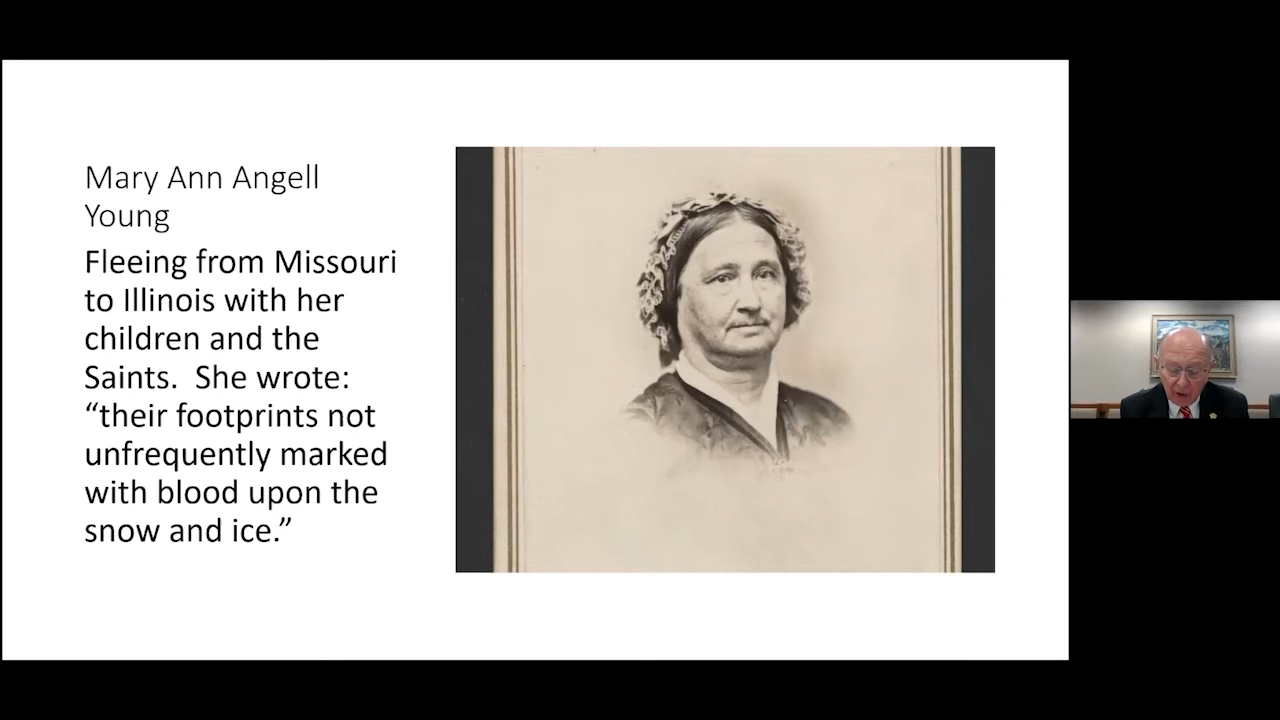 Mary Ann Angell
Young
Fleeing from Missouri
to Illinois with her
children and the
Saints.  She wrote:
“their footprints not
unfrequently marked
with blood upon the
snow and ice.”